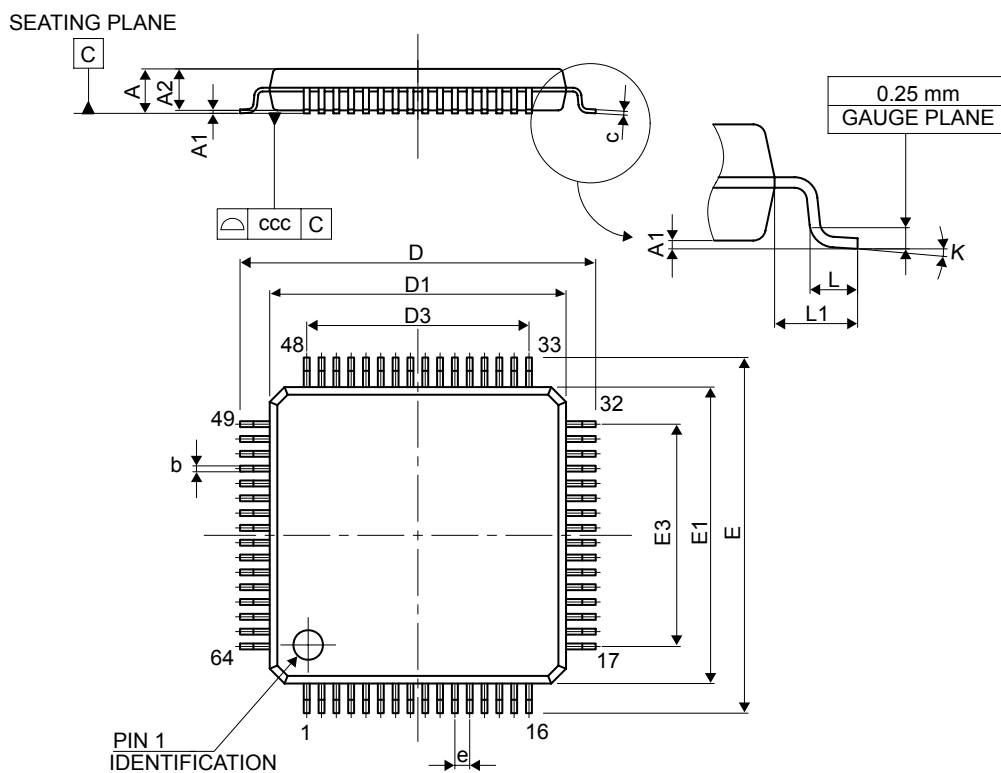 SEATING PLANE
C
A
A2
A1
c
ccc C
0.25 mm
GAUGE PLANE
A1
K
L
L1
D
D1
D3
48
33
49
32
b
E3
E1
E
64
17
1
16
e
PIN 1
IDENTIFICATION